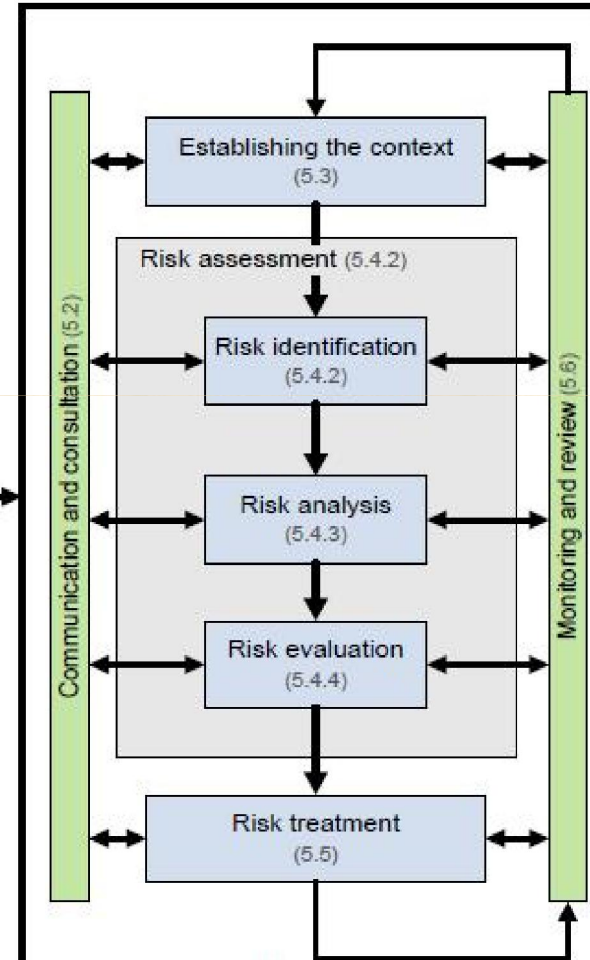 Establishing the context
(5.3)
Risk assessment (5.4.2)
Risk identification
(5.4.2)
Risk analysis
(5.4.3)
Risk evaluation
(5.4.4)
Risk treatment
(5.5)
Communication and consultation (5.2)
Monitoring and review (5.6)